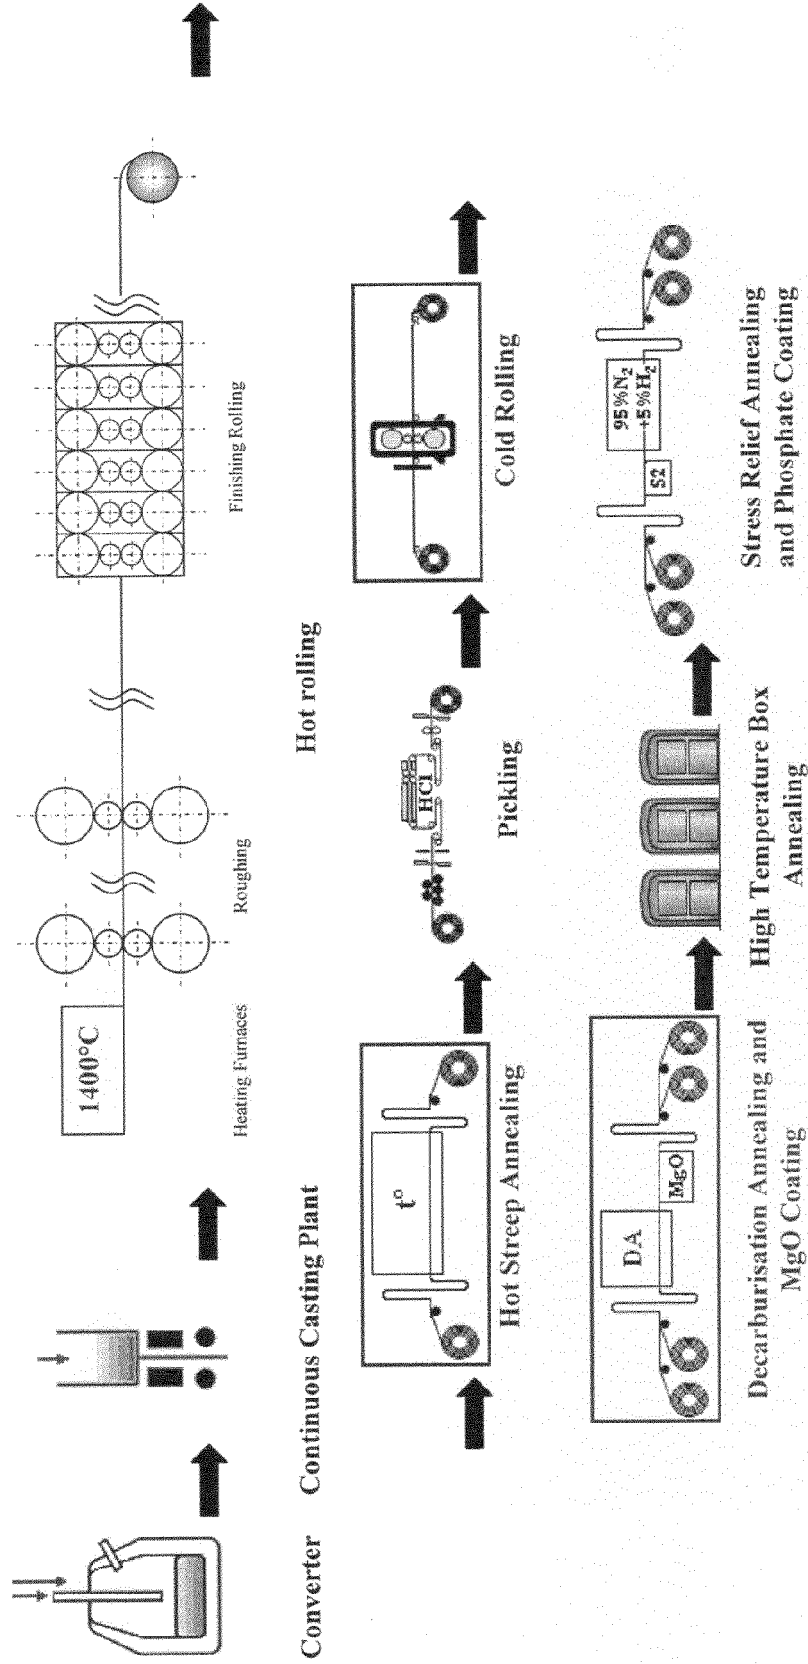 1400°C
Heating Furnaces
Roughing
Finishing Rolling
Converter
Continuous Casting Plant
Hot rolling
t°
HCl
Hot Streep Annealing
Pickling
Cold Rolling
DA
MgO
95%N₂
+5%H₂
S2
Decarburisation Annealing and
MgO Coating
High Temperature Box
Annealing
Stress Relief Annealing
and Phosphate Coating